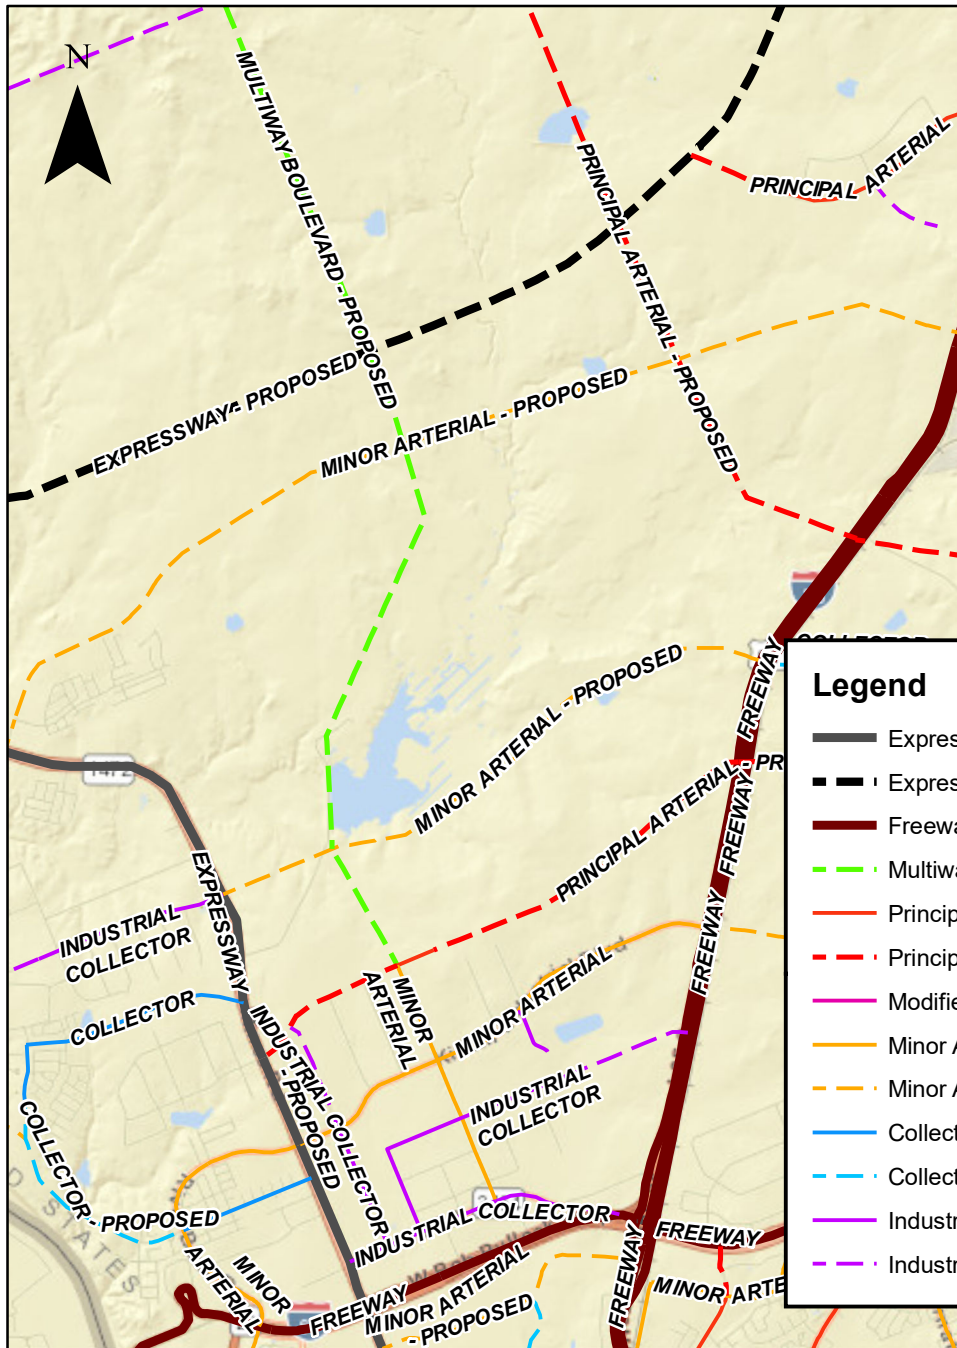 N
MULTIWAY BOULEVARD - PROPOSED
PRINCIPAL ARTERIAL - PROPOSED
PRINCIPAL ARTERIAL
EXPRESSWAY - PROPOSED
MINOR ARTERIAL - PROPOSED
MINOR ARTERIAL - PROPOSED
FREEWAY
1472
PRINCIPAL ARTERIAL - PR
EXPRESSWAY
FREEWAY
FREEWAY
INDUSTRIAL
COLLECTOR
COLLECTOR
MINOR
ARTERIAL
MINOR ARTERIAL
INDUSTRIAL COLLECTOR
- PROPOSED
INDUSTRIAL
COLLECTOR
COLLECTOR - PROPOSED
INDUSTRIAL COLLECTOR
FREEWAY
FREEWAY
MINOR
ARTERIAL
FREEWAY
MINOR ARTERIAL
- PROPOSED
MINOR ARTE
STATES
Legend
Expres
Expres
Freewa
Multiwa
Princip
Princip
Modifie
Minor A
Minor A
Collect
Collect
Industr
Industr